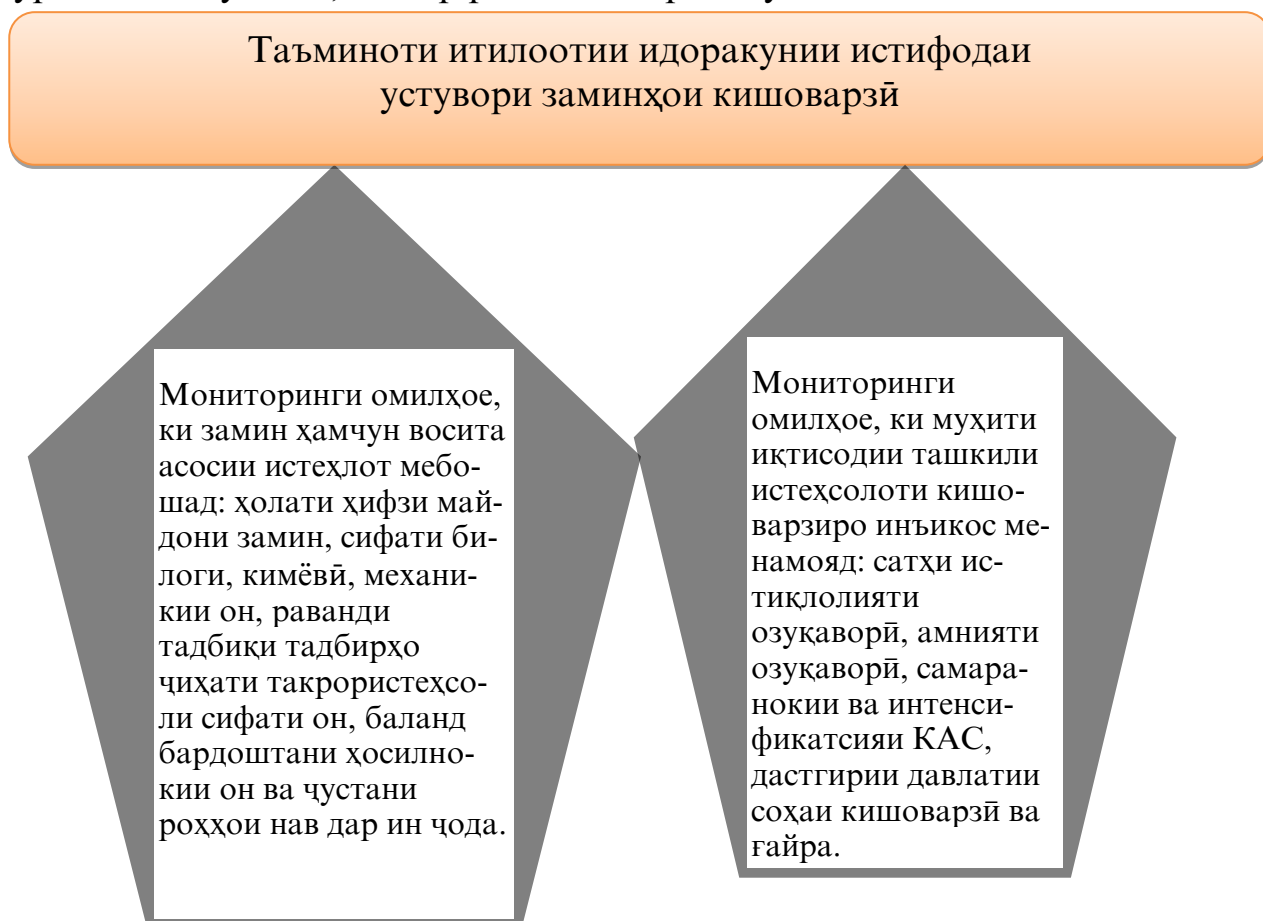 Таъминоти итилоотии идоракунии истифодаи
устувори заминҳои кишоварзӣ
Мониторинги омилҳое,
ки замин ҳамчун восита
асосии истеҳлот мебо-
шад: ҳолати ҳифзи май-
дони замин, сифати би-
логи, кимёвӣ, механи-
кии он, раванди
тадбиқи тадбирҳо
ҷиҳати такрористеҳсо-
ли сифати он, баланд
бардоштани ҳосилно-
кии он ва ҷустани
роҳҳои нав дар ин ҷода.
Мониторинги
омилҳое, ки муҳити
иқтисодии ташкили
истеҳсолоти кишо-
варзиро инъикос ме-
намояд: сатҳи ис-
тиқлолияти
озуқаворӣ, амнияти
озуқаворӣ, самара-
нокии ва интенси-
фикатсияи КАС,
дастгирии давлатии
соҳаи кишоварзӣ ва
ғайра.